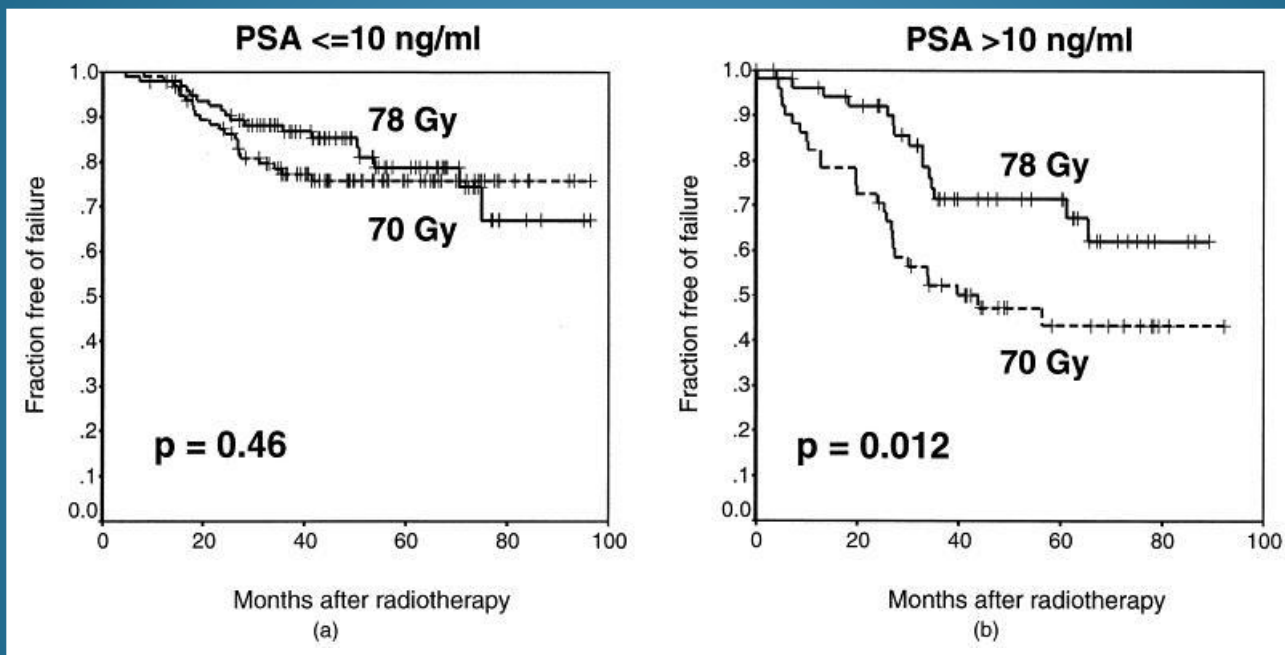 PSA <=10 ng/ml
1.0
.9
.8
.7
.6
.5
.4
.3
.2
.1
0.0
0 20 40 60 80 100
Fraction free of failure
78 Gy
70 Gy
p = 0.46
Months after radiotherapy
(a)
PSA >10 ng/ml
1.0
.9
.8
.7
.6
.5
.4
.3
.2
.1
0.0
0 20 40 60 80 100
Fraction free of failure
78 Gy
70 Gy
p = 0.012
Months after radiotherapy
(b)